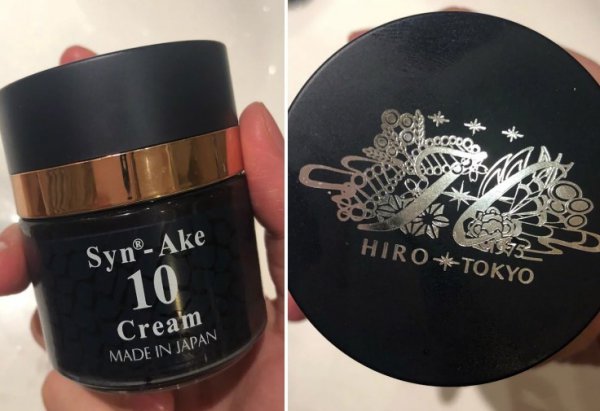 Syn®-Ake
10
Cream
MADE IN JAPAN
HIRO TOKYO